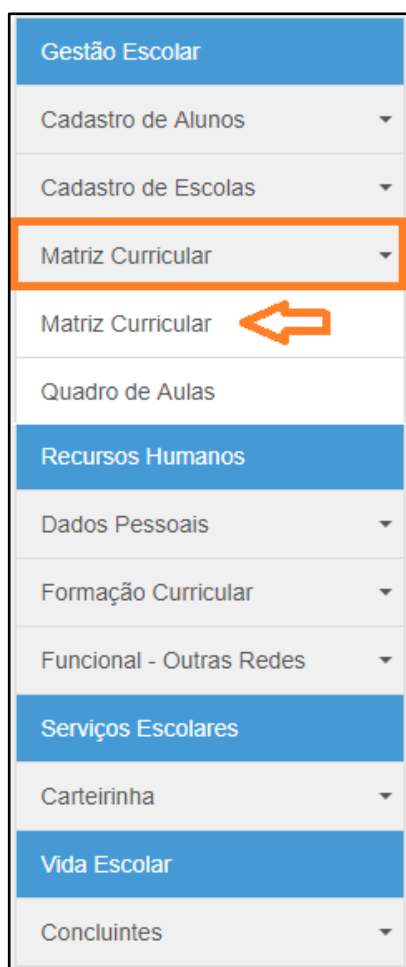 Gestão Escolar
Cadastro de Alunos
Cadastro de Escolas
Matriz Curricular
Matriz Curricular
Quadro de Aulas
Recursos Humanos
Dados Pessoais
Formação Curricular
Funcional - Outras Redes
Serviços Escolares
Carteirinha
Vida Escolar
Concluintes